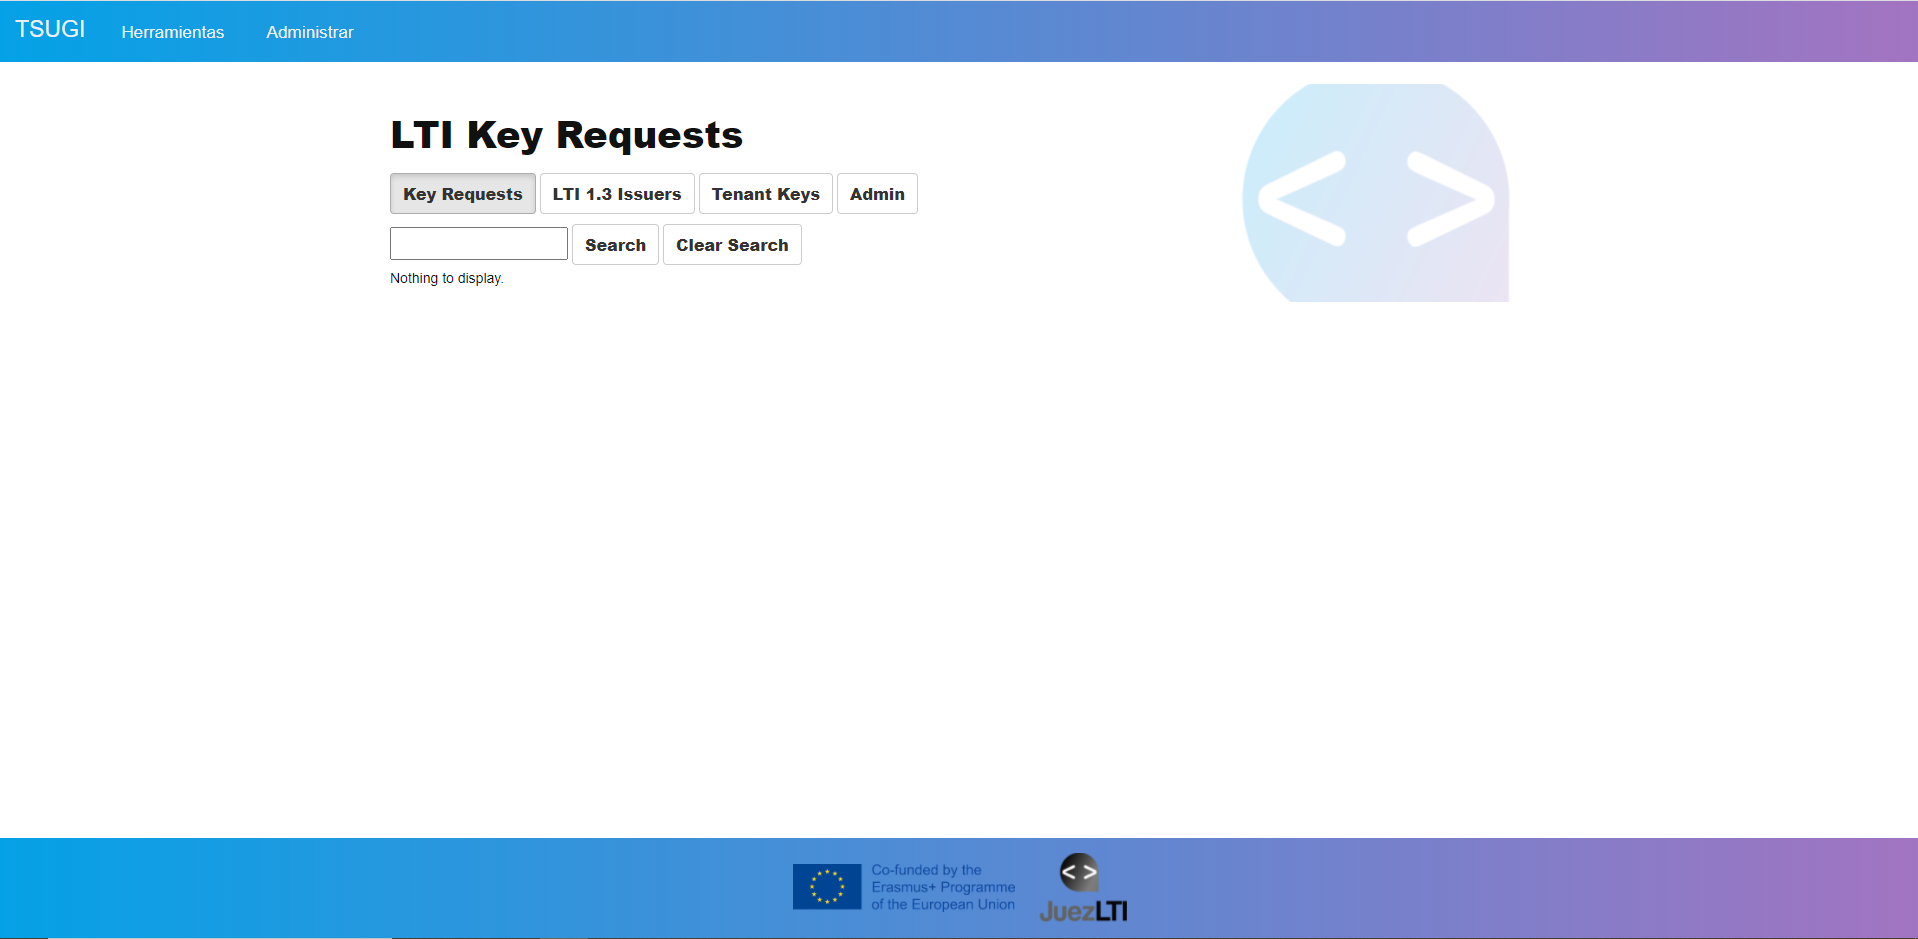 TSUGI Herramientas Administrar
LTI Key Requests
Key Requests LTI 1.3 Issuers Tenant Keys Admin
Search Clear Search
Nothing to display.
Co-funded by the
Erasmus+ Programme
of the European Union
< >
JuezLTI